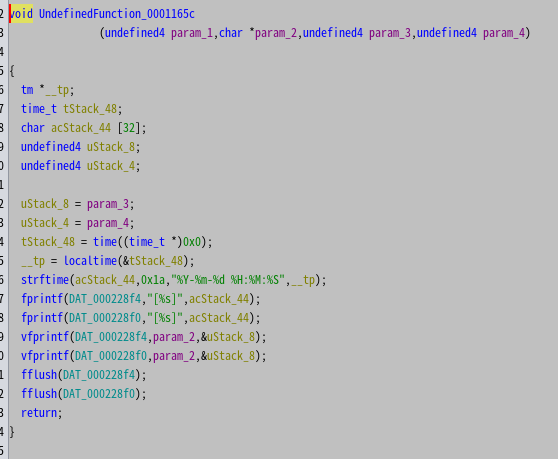 2 void UndefinedFunction_0001165c
3 (undefined4 param_1,char *param_2,undefined4 param_3,undefined4 param_4)
4
5 {
6 tm *__tp;
7 time_t tStack_48;
8 char acStack_44 [32];
9 undefined4 uStack_8;
0 undefined4 uStack_4;
1
2 uStack_8 = param_3;
3 uStack_4 = param_4;
4 tStack_48 = time((time_t *)0x0);
5 __tp = localtime(&tStack_48);
6 strftime(acStack_44,0x1a,"%Y-%m-%d %H:%M:%S",__tp);
7 fprintf(DAT_000228f4,"[%s]",acStack_44);
8 fprintf(DAT_000228f0,"[%s]",acStack_44);
9 vfprintf(DAT_000228f4,param_2,&uStack_8);
0 vfprintf(DAT_000228f0,param_2,&uStack_8);
1 fflush(DAT_000228f4);
2 fflush(DAT_000228f0);
3 return;
4 }
5